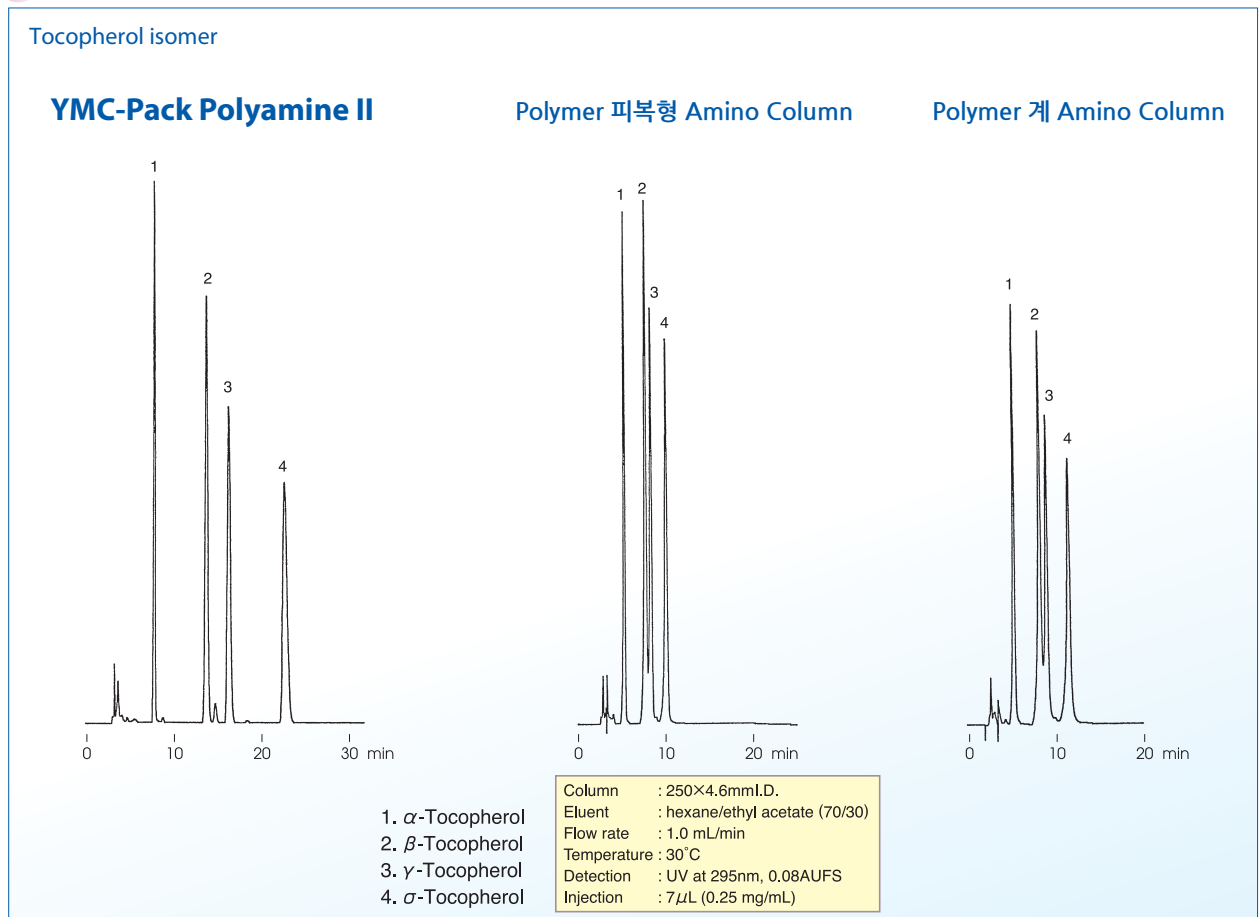 Tocopherol isomer
YMC-Pack Polyamine II
Polymer 피복형 Amino Column
Polymer 계 Amino Column
1
2
3
4
0 10 20 30 min
1
2
3
4
0 10 20 min
1
2
3
4
0 10 20 min
1. α-Tocopherol
2. β-Tocopherol
3. γ-Tocopherol
4. σ-Tocopherol
Column : 250×4.6mmI.D.
Eluent : hexane/ethyl acetate (70/30)
Flow rate : 1.0 mL/min
Temperature : 30°C
Detection : UV at 295nm, 0.08AUFS
Injection : 7μL (0.25 mg/mL)